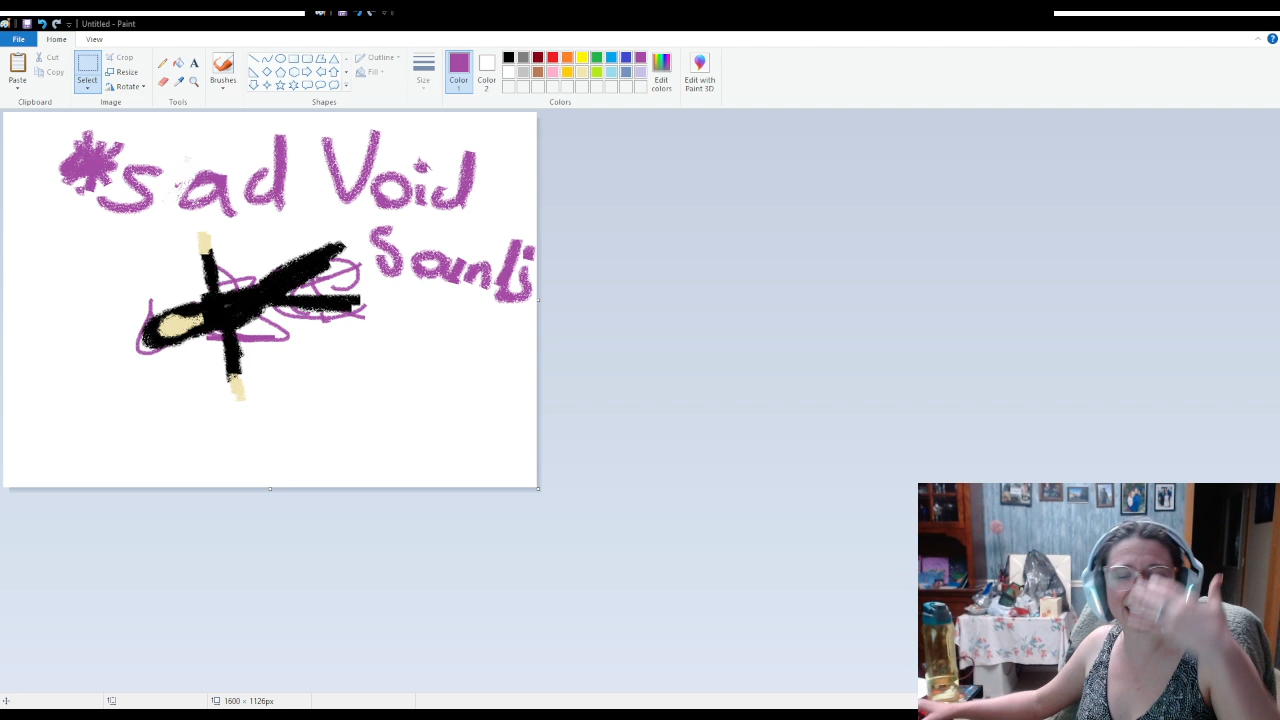 Untitled - Paint
File Home View
Paste
Cut
Copy
Clipboard
Select
Crop
Resize
Rotate
Image
Tools
Brushes
Outline
Fill
Shapes
Size
Color 1
Color 2
Edit colors
Colors
Edit with Paint 3D
*sad Void
1600 × 1126px